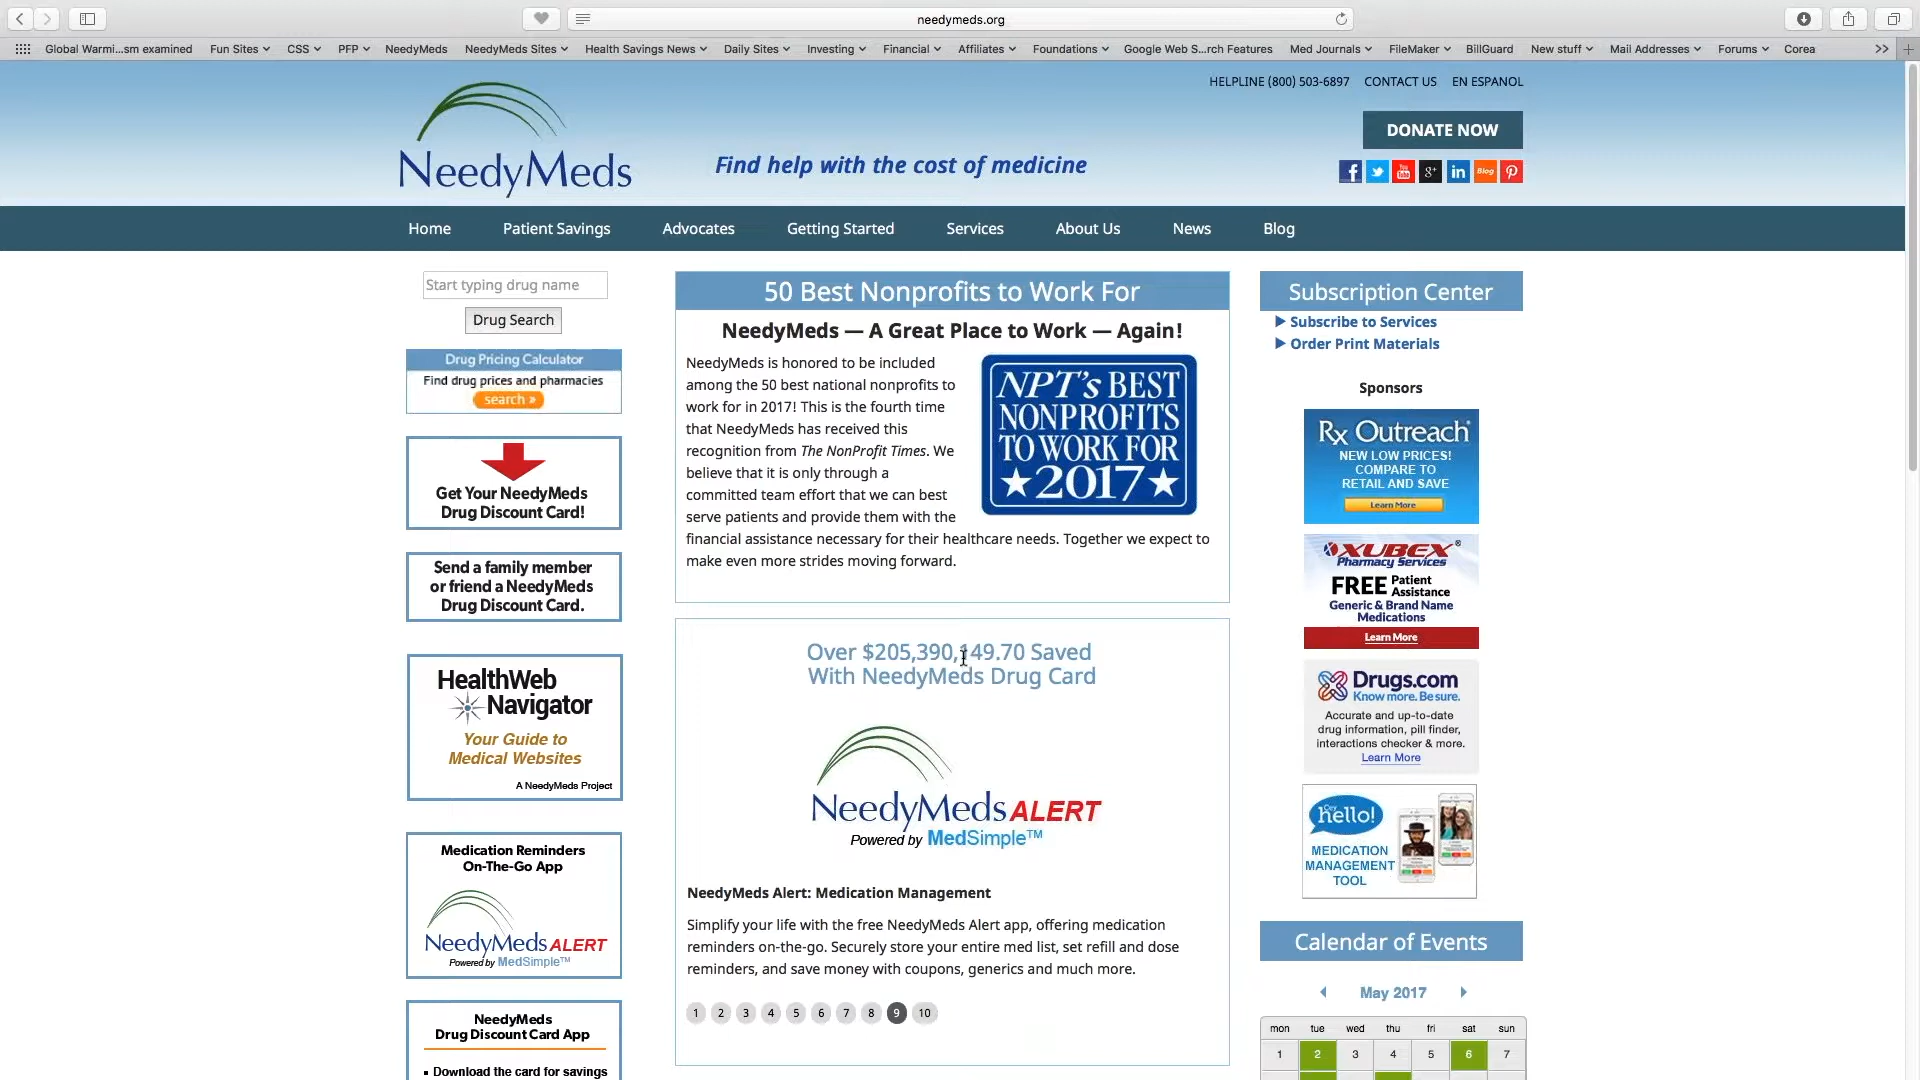 needymeds.org
Global Warmi...sm examined
Fun Sites
CSS
PFP
NeedyMeds
NeedyMeds Sites
Health Savings News
Daily Sites
Investing
Financial
Affiliates
Foundations
Google Web S...rch Features
Med Journals
FileMaker
BillGuard
New stuff
Mail Addresses
Forums
Corea
HELPLINE (800) 503-6897
CONTACT US
EN ESPANOL
DONATE NOW
NeedyMeds
Find help with the cost of medicine
You
Tube
g+
in
Blog
Home
Patient Savings
Advocates
Getting Started
Services
About Us
News
Blog
Start typing drug name
Drug Search
Drug Pricing Calculator
Find drug prices and pharmacies
search »
Get Your NeedyMeds
Drug Discount Card!
Send a family member
or friend a NeedyMeds
Drug Discount Card.
HealthWeb
Navigator
Your Guide to
Medical Websites
A NeedyMeds Project
Medication Reminders
On-The-Go App
NeedyMeds ALERT
Powered by MedSimple™
NeedyMeds
Drug Discount Card App
▪ Download the card for savings
50 Best Nonprofits to Work For
NeedyMeds — A Great Place to Work — Again!
NeedyMeds is honored to be included
among the 50 best national nonprofits to
work for in 2017! This is the fourth time
that NeedyMeds has received this
recognition from The NonProfit Times. We
believe that it is only through a
committed team effort that we can best
serve patients and provide them with the
financial assistance necessary for their healthcare needs. Together we expect to
make even more strides moving forward.
NPT's BEST
NONPROFITS
TO WORK FOR
★2017★
Over $205,390,149.70 Saved
With NeedyMeds Drug Card
NeedyMeds ALERT
Powered by MedSimple™
NeedyMeds Alert: Medication Management
Simplify your life with the free NeedyMeds Alert app, offering medication
reminders on-the-go. Securely store your entire med list, set refill and dose
reminders, and save money with coupons, generics and much more.
1 2 3 4 5 6 7 8 9 10
Subscription Center
Subscribe to Services
Order Print Materials
Sponsors
Rx Outreach®
NEW LOW PRICES!
COMPARE TO
RETAIL AND SAVE
Learn More
XUBEX®
Pharmacy Services
FREE Patient
Assistance
Generic & Brand Name
Medications
Learn More
Drugs.com
Know more. Be sure.
Accurate and up-to-date
drug information, pill finder,
interactions checker & more.
Learn More
hello!
MEDICATION
MANAGEMENT
TOOL
Calendar of Events
May 2017
mon tue wed thu fri sat sun
1 2 3 4 5 6 7